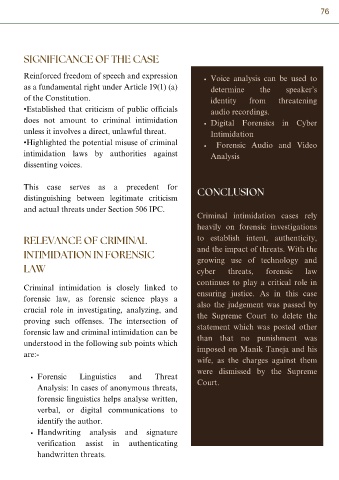 76
SIGNIFICANCE OF THE CASE
Reinforced freedom of speech and expression
as a fundamental right under Article 19(1) (a)
of the Constitution.
•Established that criticism of public officials
does not amount to criminal intimidation
unless it involves a direct, unlawful threat.
•Highlighted the potential misuse of criminal
intimidation laws by authorities against
dissenting voices.
This case serves as a precedent for
distinguishing between legitimate criticism
and actual threats under Section 506 IPC.
RELEVANCE OF CRIMINAL
INTIMIDATION IN FORENSIC
LAW
Criminal intimidation is closely linked to
forensic law, as forensic science plays a
crucial role in investigating, analyzing, and
proving such offenses. The intersection of
forensic law and criminal intimidation can be
understood in the following sub points which
are:-
• Forensic Linguistics and Threat
Analysis: In cases of anonymous threats,
forensic linguistics helps analyse written,
verbal, or digital communications to
identify the author.
• Handwriting analysis and signature
verification assist in authenticating
handwritten threats.
• Voice analysis can be used to
determine the speaker's
identity from threatening
audio recordings.
• Digital Forensics in Cyber
Intimidation
• Forensic Audio and Video
Analysis
CONCLUSION
Criminal intimidation cases rely
heavily on forensic investigations
to establish intent, authenticity,
and the impact of threats. With the
growing use of technology and
cyber threats, forensic law
continues to play a critical role in
ensuring justice. As in this case
also the judgement was passed by
the Supreme Court to delete the
statement which was posted other
than that no punishment was
imposed on Manik Taneja and his
wife, as the charges against them
were dismissed by the Supreme
Court.